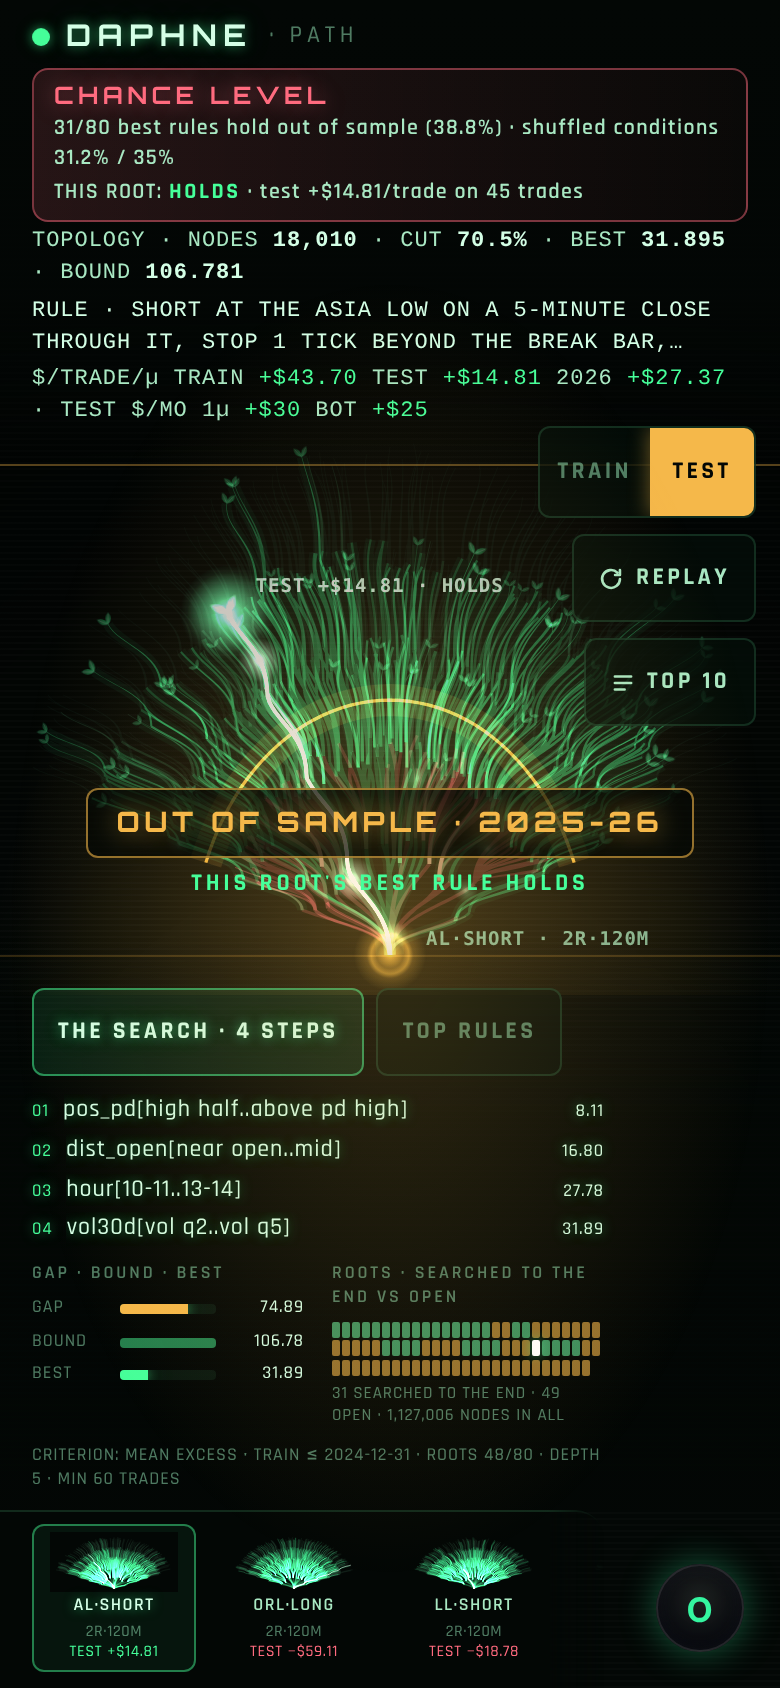 DAPHNE · PATH
CHANCE LEVEL
31/80 best rules hold out of sample (38.8%) · shuffled conditions
31.2% / 35%
THIS ROOT: HOLDS · test +$14.81/trade on 45 trades
TOPOLOGY · NODES 18,010 · CUT 70.5% · BEST 31.895
· BOUND 106.781
RULE · SHORT AT THE ASIA LOW ON A 5-MINUTE CLOSE
THROUGH IT, STOP 1 TICK BEYOND THE BREAK BAR,…
$/TRADE/µ TRAIN +$43.70 TEST +$14.81 2026 +$27.37
· TEST $/MO 1µ +$30 BOT +$25
TRAIN TEST
REPLAY
TOP 10
TEST +$14.81 · HOLDS
OUT OF SAMPLE · 2025-26
THIS ROOT'S BEST RULE HOLDS
AL·SHORT · 2R·120M
THE SEARCH · 4 STEPS
TOP RULES
01 pos_pd[high half..above pd high] 8.11
02 dist_open[near open..mid] 16.80
03 hour[10-11..13-14] 27.78
04 vol30d[vol q2..vol q5] 31.89
GAP · BOUND · BEST
GAP 74.89
BOUND 106.78
BEST 31.89
ROOTS · SEARCHED TO THE
END VS OPEN
31 SEARCHED TO THE END · 49
OPEN · 1,127,006 NODES IN ALL
CRITERION: MEAN EXCESS · TRAIN ≤ 2024-12-31 · ROOTS 48/80 · DEPTH
5 · MIN 60 TRADES
AL·SHORT
2R·120M
TEST +$14.81
ORL·LONG
2R·120M
TEST −$59.11
LL·SHORT
2R·120M
TEST −$18.78
O